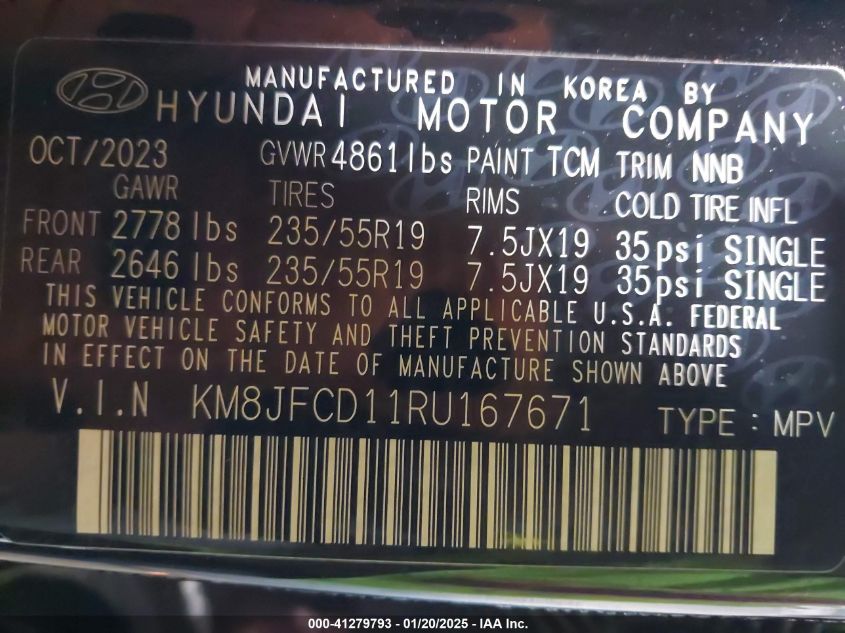 MANUFACTURED IN KOREA BY
HYUNDAI MOTOR COMPANY
OCT/2023 GVWR 4861 lbs PAINT TCM TRIM NNB
GAWR TIRES RIMS COLD TIRE INFL
FRONT 2778 lbs 235/55R19 7.5JX19 35psi SINGLE
REAR 2646 lbs 235/55R19 7.5JX19 35psi SINGLE
THIS VEHICLE CONFORMS TO ALL APPLICABLE U.S.A. FEDERAL
MOTOR VEHICLE SAFETY AND THEFT PREVENTION STANDARDS
IN EFFECT ON THE DATE OF MANUFACTURE SHOWN ABOVE
V.I.N KM8JFCD11RU167671 TYPE : MPV
000-41279793 - 01/20/2025 - IAA Inc.